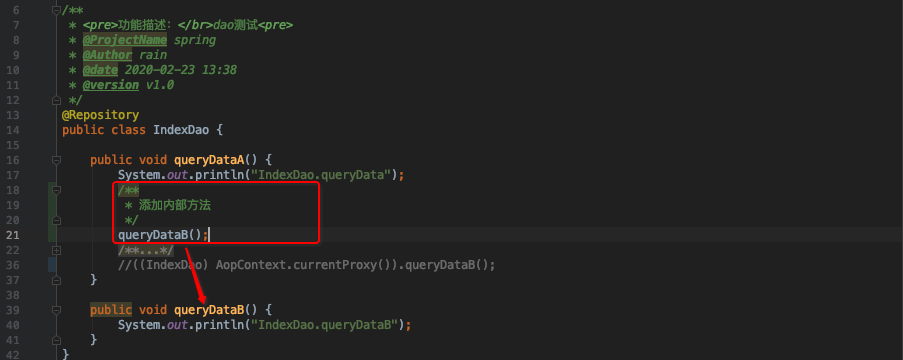 6 /**
7 * <pre>功能描述: </br>dao测试<pre>
8 * @ProjectName spring
9 * @Author rain
10 * @date 2020-02-23 13:38
11 * @version v1.0
12 */
13 @Repository
14 public class IndexDao {
15
16 public void queryDataA() {
17 System.out.println("IndexDao.queryData");
18 /**
19 * 添加内部方法
20 */
21 queryDataB();
22 /**...*/
36 //((IndexDao) AopContext.currentProxy()).queryDataB();
37 }
38
39 public void queryDataB() {
40 System.out.println("IndexDao.queryDataB");
41 }
42 }